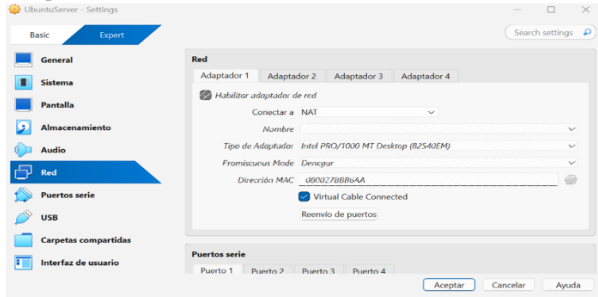 UbuntuServer - Settings
Basic Expert
Search settings
General
Sistema
Pantalla
Almacenamiento
Audio
Red
Puertos serie
USB
Carpetas compartidas
Interfaz de usuario
Red
Adaptador 1 Adaptador 2 Adaptador 3 Adaptador 4
Habilitar adaptador de red
Conectar a NAT
Nombre
Tipo de Adaptador Intel PRO/1000 MT Desktop (82540EM)
Promiscuous Mode Denegar
Dirección MAC
Virtual Cable Connected
Reenvío de puertos
Puertos serie
Puerto 1 Puerto 2 Puerto 3 Puerto 4
Aceptar Cancelar Ayuda